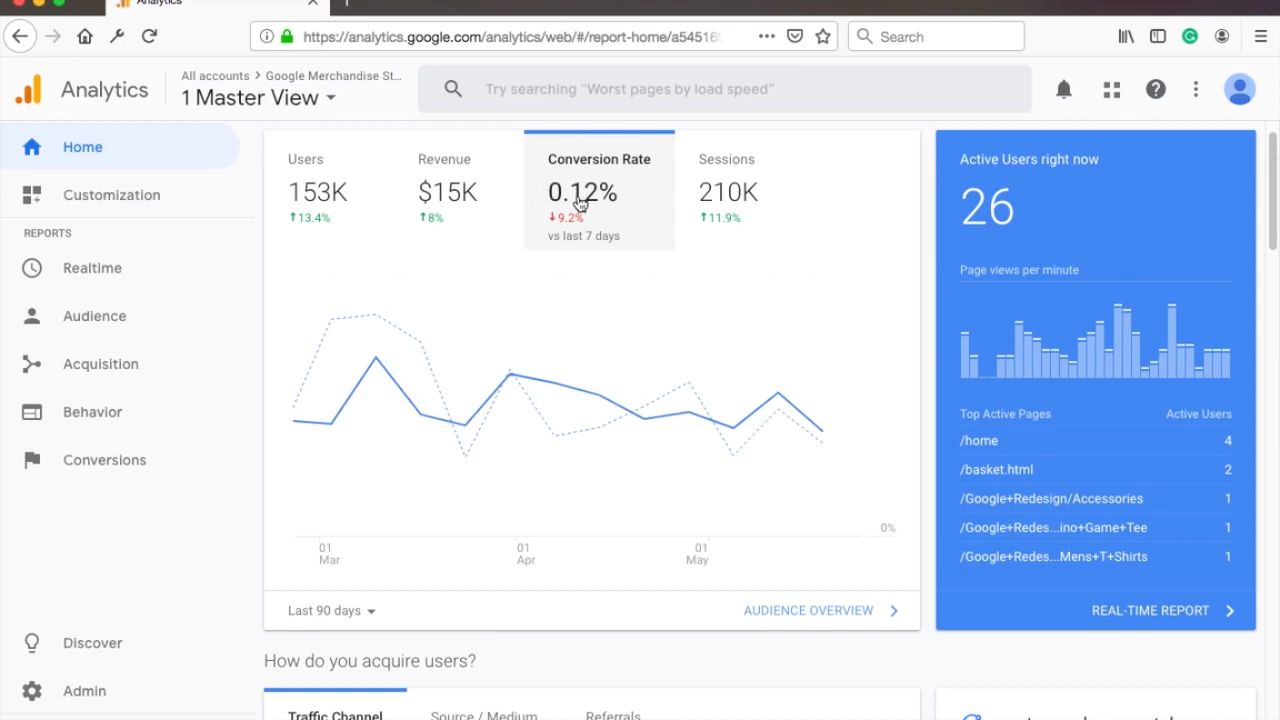 Analytics
https://analytics.google.com/analytics/web/#/report-home/a54516
Search
Analytics
All accounts > Google Merchandise St...
1 Master View
Try searching “Worst pages by load speed”
Home
Customization
REPORTS
Realtime
Audience
Acquisition
Behavior
Conversions
Discover
Admin
Users
153K
13.4%
Revenue
$15K
8%
Conversion Rate
0.12%
9.2%
vs last 7 days
Sessions
210K
11.9%
0%
01 Mar
01 Apr
01 May
Last 90 days
AUDIENCE OVERVIEW
Active Users right now
26
Page views per minute
Top Active Pages Active Users
/home 4
/basket.html 2
/Google+Redesign/Accessories 1
/Google+Redes...ino+Game+Tee 1
/Google+Redes...Mens+T+Shirts 1
REAL-TIME REPORT
How do you acquire users?
Traffic Channel Source / Medium Referrals